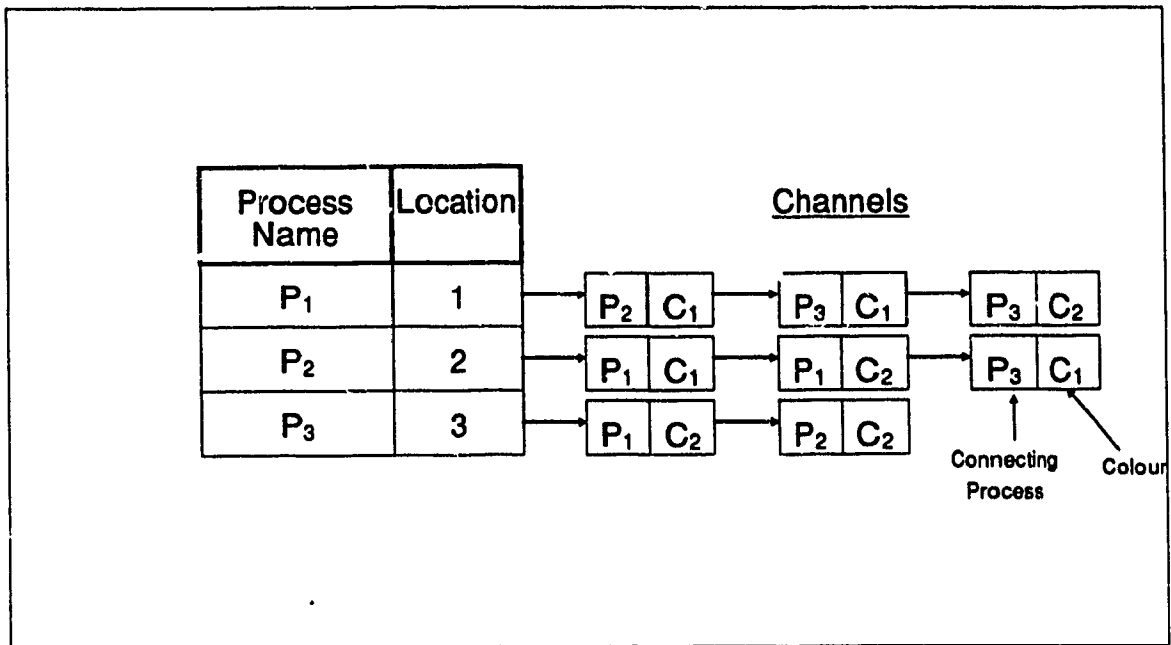 Process Name Location Channels
P₁ 1 P₂ C₁ P₃ C₁ P₃ C₂
P₂ 2 P₁ C₁ P₁ C₂ P₃ C₁
P₃ 3 P₁ C₂ P₂ C₂
Connecting Process Colour